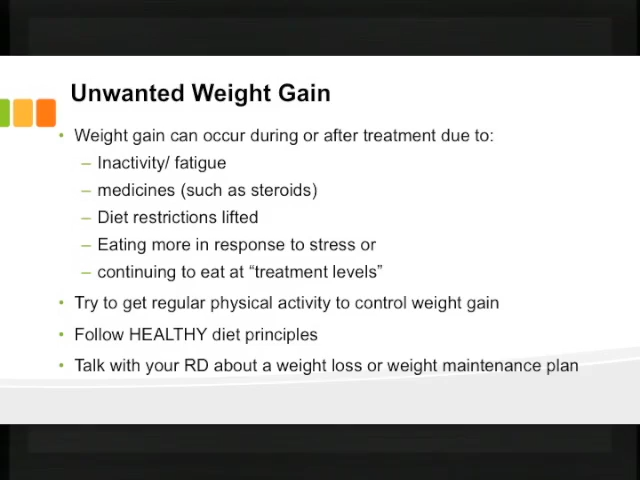 Unwanted Weight Gain
• Weight gain can occur during or after treatment due to:
– Inactivity/ fatigue
– medicines (such as steroids)
– Diet restrictions lifted
– Eating more in response to stress or
– continuing to eat at “treatment levels”
• Try to get regular physical activity to control weight gain
• Follow HEALTHY diet principles
• Talk with your RD about a weight loss or weight maintenance plan